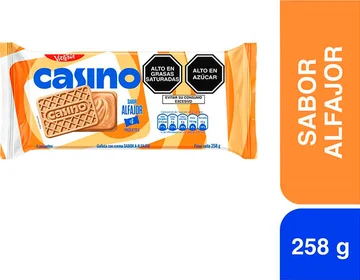 Victoria
casino
SABOR
ALFAJOR
ALTO EN
GRASAS
SATURADAS
ALTO EN
AZÚCAR
EVITAR SU CONSUMO
EXCESIVO
casino
Galleta con crema SABOR A ALFAJOR
Peso neto 258 g
SABOR
ALFAJOR
258 g